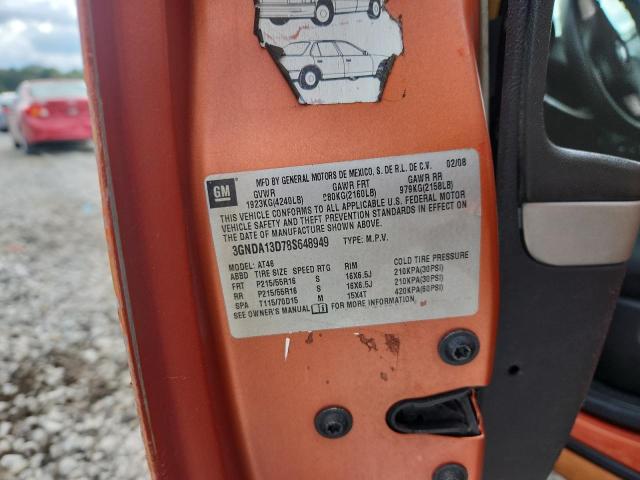 GM
MFD BY GENERAL MOTORS DE MEXICO, S. DE R.L. DE C.V. 02/08
GVWR GAWR FRT GAWR RR
1923KG(4240LB) 980KG(2160LB) 979KG(2158LB)
THIS VEHICLE CONFORMS TO ALL APPLICABLE U.S. FEDERAL MOTOR
VEHICLE SAFETY AND THEFT PREVENTION STANDARDS IN EFFECT ON
THE DATE OF MANUFACTURE SHOWN ABOVE.
3GNDA13D78S648949 TYPE: M.P.V.
MODEL: AT46
ABBD TIRE SIZE SPEED RTG RIM COLD TIRE PRESSURE
FRT P215/55R16 S 16X6.5J 210KPA(30PSI)
RR P215/55R16 S 16X6.5J 210KPA(30PSI)
SPA T115/70D15 M 15X4T 420KPA(60PSI)
SEE OWNER'S MANUAL FOR MORE INFORMATION.